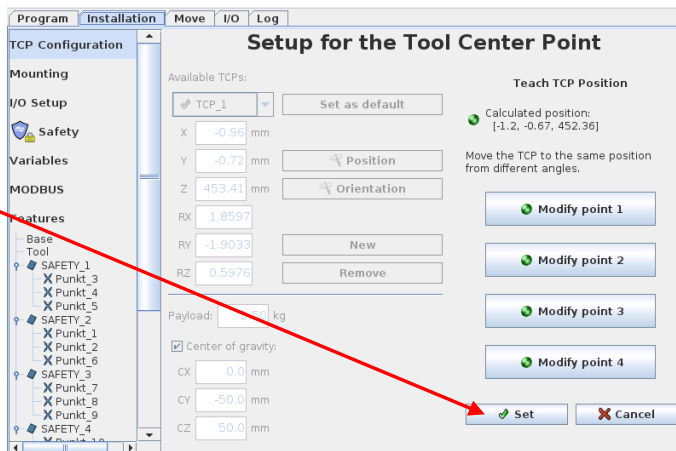 Program Installation Move I/O Log
TCP Configuration
Mounting
I/O Setup
Safety
Variables
MODBUS
Features
Base
Tool
SAFETY_1
Punkt_3
Punkt_4
Punkt_5
SAFETY_2
Punkt_1
Punkt_2
Punkt_6
SAFETY_3
Punkt_7
Punkt_8
Punkt_9
SAFETY_4
Punkt_10
Setup for the Tool Center Point
Available TCPs:
TCP_1 Set as default
X -0.96 mm
Y -0.72 mm Position
Z 453.41 mm Orientation
RX 1.8597
RY -1.9033 New
RZ 0.5976 Remove
Payload: kg
Center of gravity:
CX 0.0 mm
CY -50.0 mm
CZ 50.0 mm
Teach TCP Position
Calculated position:
[-1.2, -0.67, 452.36]
Move the TCP to the same position
from different angles.
Modify point 1
Modify point 2
Modify point 3
Modify point 4
Set Cancel